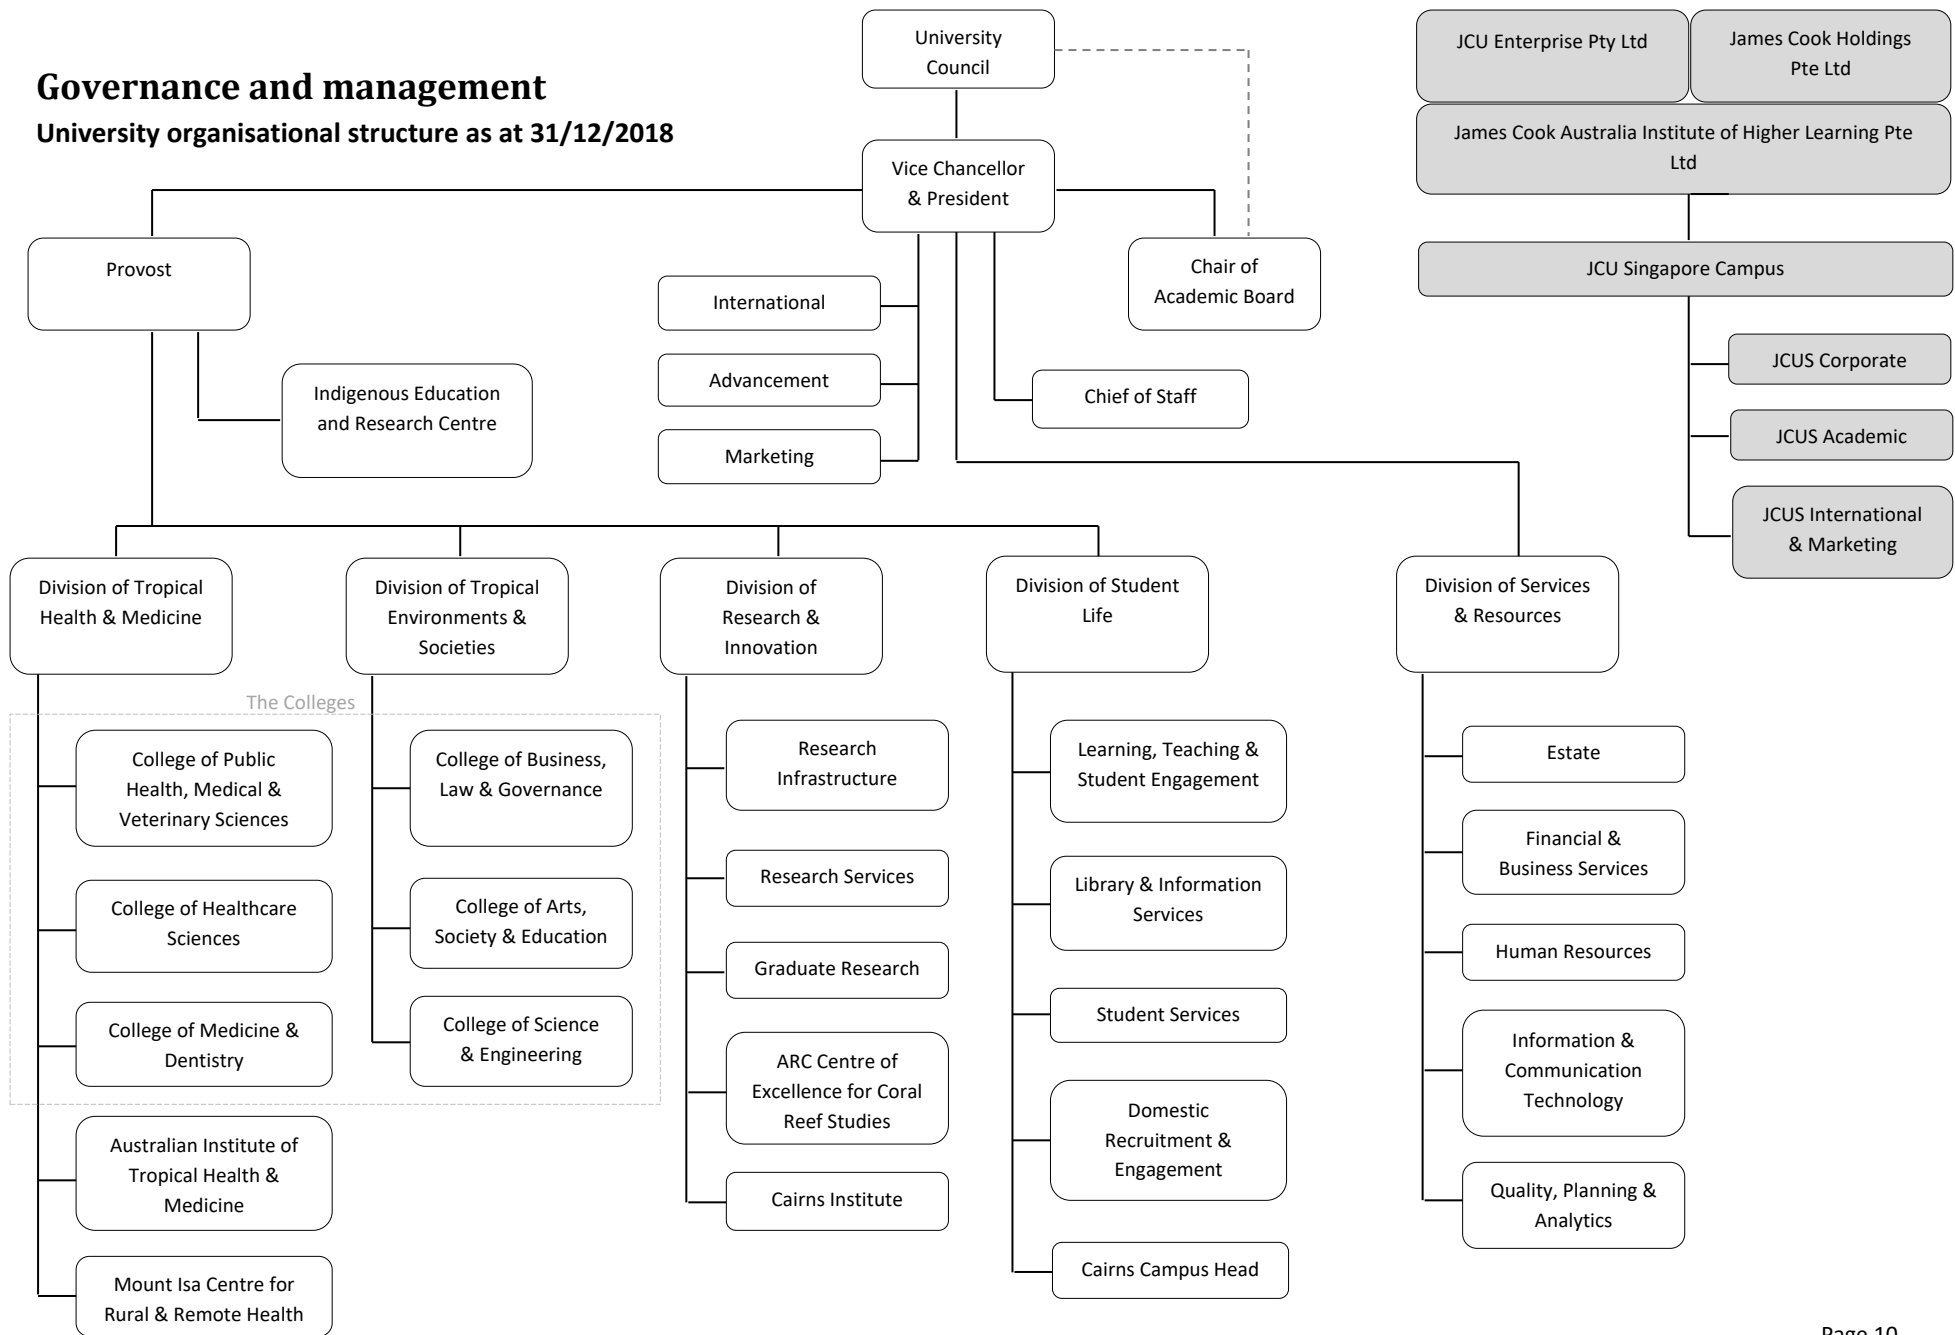 Governance and management
University organisational structure as at 31/12/2018
University
Council
Vice Chancellor
& President
JCU Enterprise Pty Ltd
James Cook Holdings
Pte Ltd
James Cook Australia Institute of Higher Learning Pte
Ltd
JCU Singapore Campus
JCUS Corporate
JCUS Academic
JCUS International
& Marketing
Provost
Indigenous Education
and Research Centre
International
Advancement
Marketing
Chair of
Academic Board
Chief of Staff
Division of Tropical
Health & Medicine
The Colleges
College of Public
Health, Medical &
Veterinary Sciences
College of Healthcare
Sciences
College of Medicine &
Dentistry
Australian Institute of
Tropical Health &
Medicine
Mount Isa Centre for
Rural & Remote Health
Division of Tropical
Environments &
Societies
College of Business,
Law & Governance
College of Arts,
Society & Education
College of Science
& Engineering
Division of
Research &
Innovation
Research
Infrastructure
Research Services
Graduate Research
ARC Centre of
Excellence for Coral
Reef Studies
Cairns Institute
Division of Student
Life
Learning, Teaching &
Student Engagement
Library & Information
Services
Student Services
Domestic
Recruitment &
Engagement
Cairns Campus Head
Division of Services
& Resources
Estate
Financial &
Business Services
Human Resources
Information &
Communication
Technology
Quality, Planning &
Analytics
Page 10